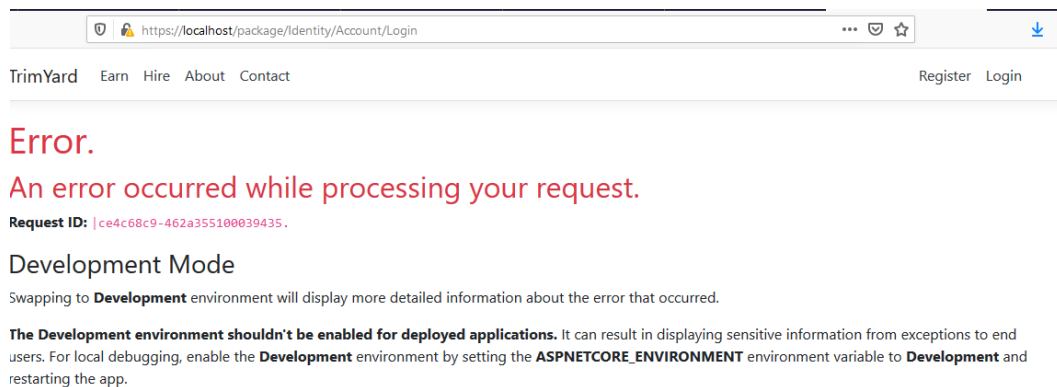 https://localhost/package/Identity/Account/Login
TrimYard Earn Hire About Contact Register Login
Error.
An error occurred while processing your request.
Request ID: |ce4c68c9-462a355100039435.
Development Mode
Swapping to Development environment will display more detailed information about the error that occurred.
The Development environment shouldn't be enabled for deployed applications. It can result in displaying sensitive information from exceptions to end
users. For local debugging, enable the Development environment by setting the ASPNETCORE_ENVIRONMENT environment variable to Development and
restarting the app.